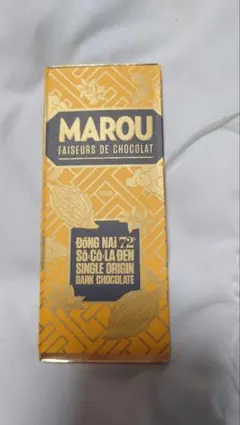 MAROU
FAISEURS DE CHOCOLAT
ĐỒNG NAI 72%
SÔ-CÔ-LA ĐEN
SINGLE ORIGIN
DARK CHOCOLATE